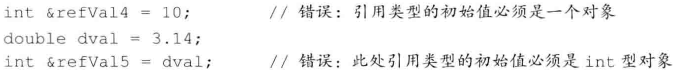 int &refVal4 = 10; // 错误：引用类型的初始值必须是一个对象
double dval = 3.14;
int &refVal5 = dval; // 错误：此处引用类型的初始值必须是 int 型对象